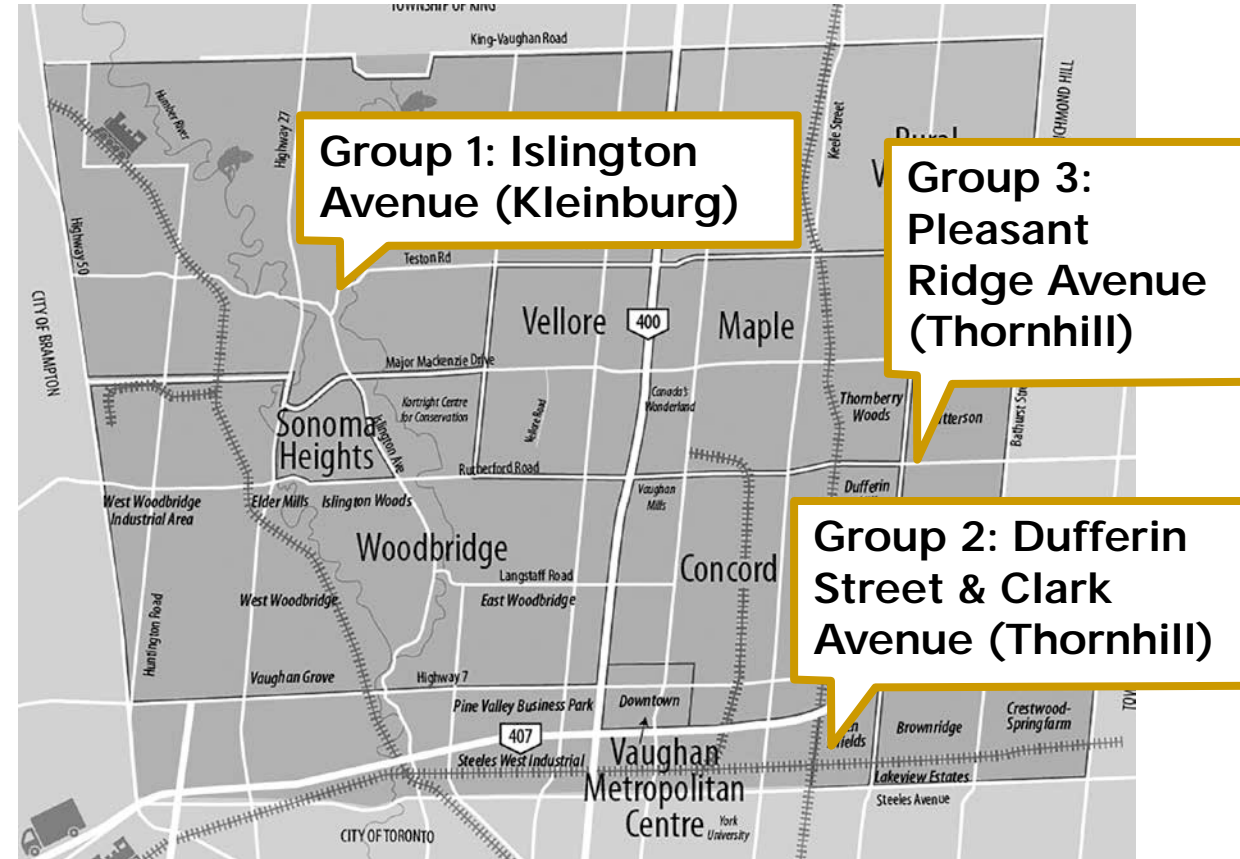 TOWNSHIP OF KING
King-Vaughan Road
Humber River
Highway 27
Keele Street
RICHMOND HILL
Rural
Group 1: Islington
Avenue (Kleinburg)
Group 3:
Pleasant
Ridge Avenue
(Thornhill)
Highway 50
Teston Rd
CITY OF BRAMPTON
Vellore
400
Maple
Major Mackenzie Drive
Kortright Centre
for Conservation
Vellore Road
Canada's
Wonderland
Thornberry
Woods
Bathurst
Sonoma
Heights
Islington Ave
Rutherford Road
West Woodbridge
Industrial Area
Elder Mills
Islington Woods
Vaughan
Mills
Dufferin
Group 2: Dufferin
Street & Clark
Avenue (Thornhill)
Woodbridge
Langstaff Road
Concord
West Woodbridge
East Woodbridge
Huntington Road
Vaughan Grove
Highway 7
Pine Valley Business Park
Downtown
Crestwood-
Springfarm
Brownridge
407
Steeles West Industrial
Vaughan
Metropolitan
Centre
Lakeview Estates
Steeles Avenue
York
University
CITY OF TORONTO